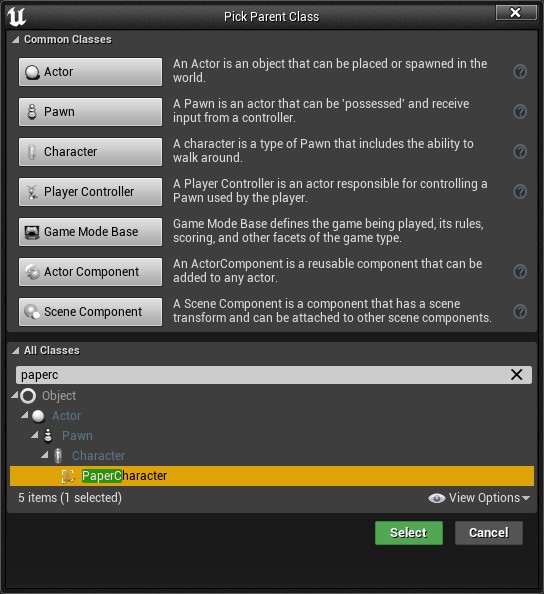 Pick Parent Class
Common Classes
Actor
An Actor is an object that can be placed or spawned in the
world.
Pawn
A Pawn is an actor that can be 'possessed' and receive
input from a controller.
Character
A character is a type of Pawn that includes the ability to
walk around.
Player Controller
A Player Controller is an actor responsible for controlling a
Pawn used by the player.
Game Mode Base
Game Mode Base defines the game being played, its rules,
scoring, and other facets of the game type.
Actor Component
An ActorComponent is a reusable component that can be
added to any actor.
Scene Component
A Scene Component is a component that has a scene
transform and can be attached to other scene components.
All Classes
paperc
Object
Actor
Pawn
Character
PaperCharacter
5 items (1 selected)
View Options
Select
Cancel